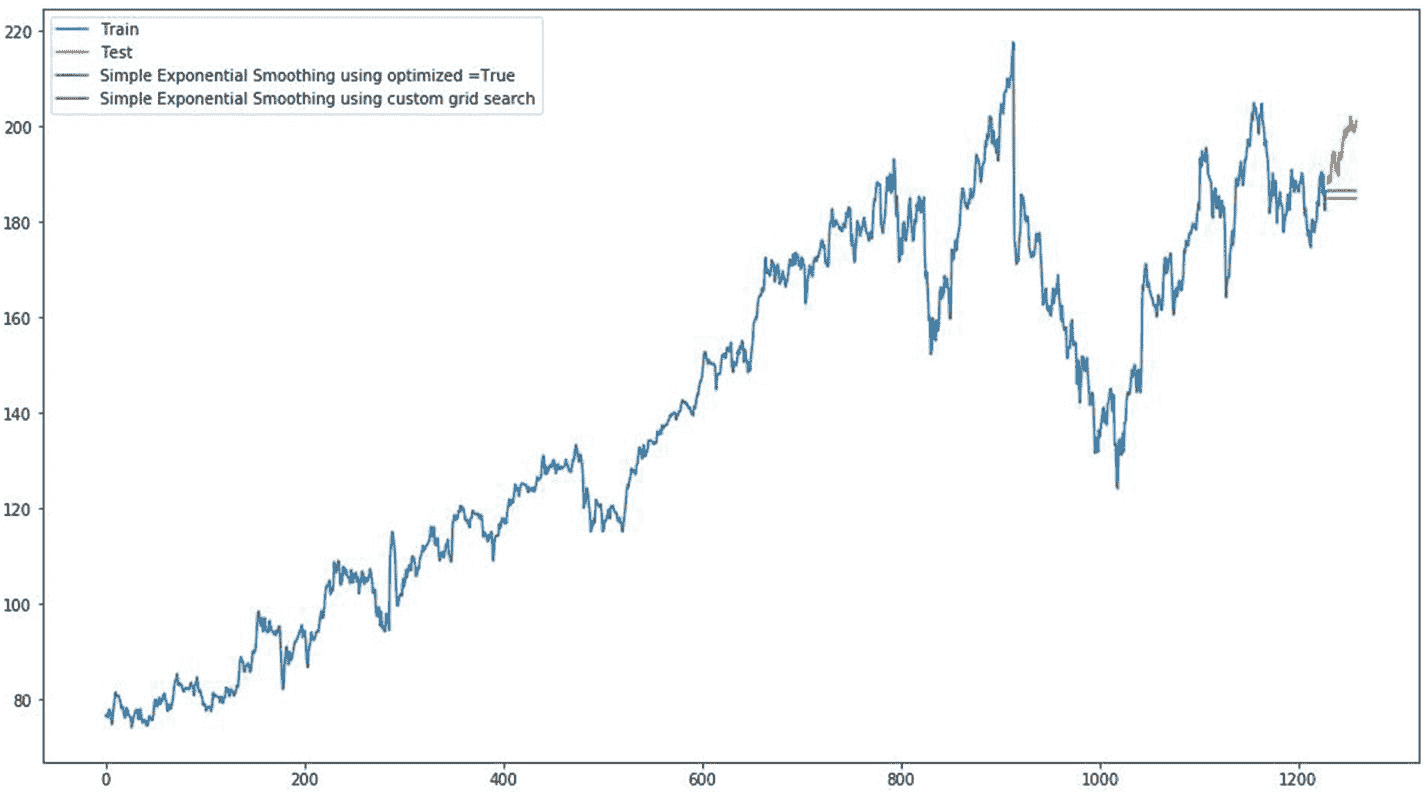 Train
Test
Simple Exponential Smoothing using optimized =True
Simple Exponential Smoothing using custom grid search
220
200
180
160
140
120
100
80
0 200 400 600 800 1000 1200